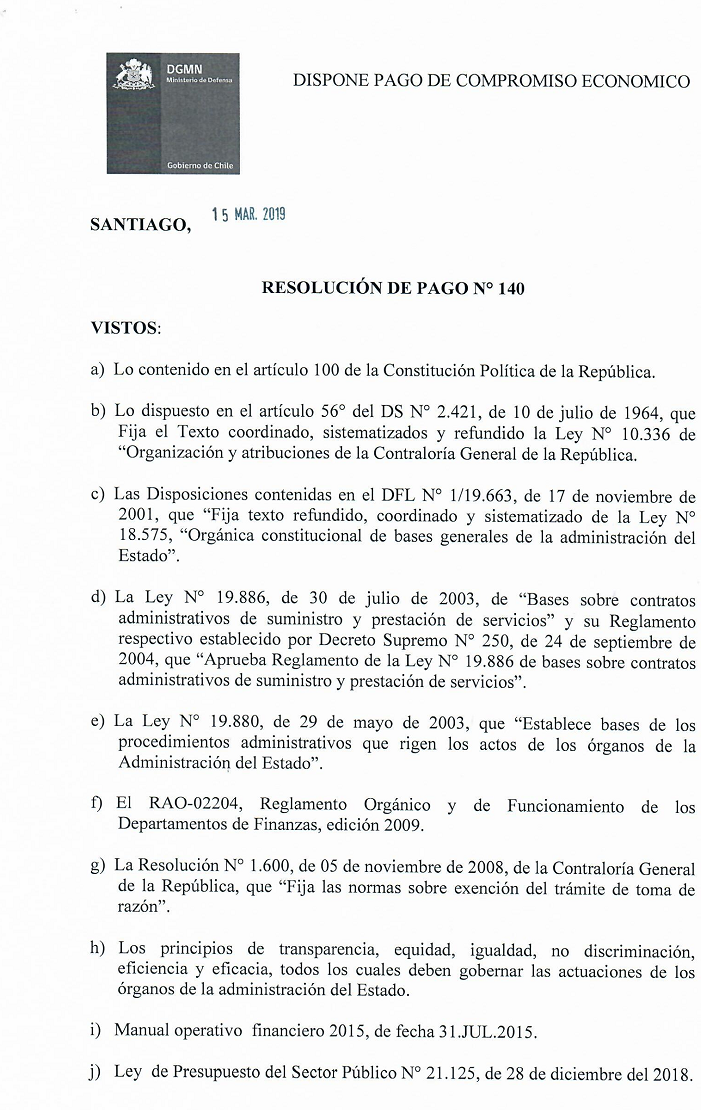 DGMN
Ministerio de Defensa
Gobierno de Chile
DISPONE PAGO DE COMPROMISO ECONOMICO
SANTIAGO, 15 MAR. 2019
RESOLUCIÓN DE PAGO N° 140
VISTOS:
a) Lo contenido en el artículo 100 de la Constitución Política de la República.
b) Lo dispuesto en el artículo 56° del DS N° 2.421, de 10 de julio de 1964, que
Fija el Texto coordinado, sistematizados y refundido la Ley N° 10.336 de
“Organización y atribuciones de la Contraloría General de la República.
c) Las Disposiciones contenidas en el DFL N° 1/19.663, de 17 de noviembre de
2001, que “Fija texto refundido, coordinado y sistematizado de la Ley N°
18.575, “Orgánica constitucional de bases generales de la administración del
Estado”.
d) La Ley N° 19.886, de 30 de julio de 2003, de “Bases sobre contratos
administrativos de suministro y prestación de servicios” y su Reglamento
respectivo establecido por Decreto Supremo N° 250, de 24 de septiembre de
2004, que “Aprueba Reglamento de la Ley N° 19.886 de bases sobre contratos
administrativos de suministro y prestación de servicios”.
e) La Ley N° 19.880, de 29 de mayo de 2003, que “Establece bases de los
procedimientos administrativos que rigen los actos de los órganos de la
Administración del Estado”.
f) El RAO-02204, Reglamento Orgánico y de Funcionamiento de los
Departamentos de Finanzas, edición 2009.
g) La Resolución N° 1.600, de 05 de noviembre de 2008, de la Contraloría General
de la República, que “Fija las normas sobre exención del trámite de toma de
razón”.
h) Los principios de transparencia, equidad, igualdad, no discriminación,
eficiencia y eficacia, todos los cuales deben gobernar las actuaciones de los
órganos de la administración del Estado.
i) Manual operativo financiero 2015, de fecha 31.JUL.2015.
j) Ley de Presupuesto del Sector Público N° 21.125, de 28 de diciembre del 2018.